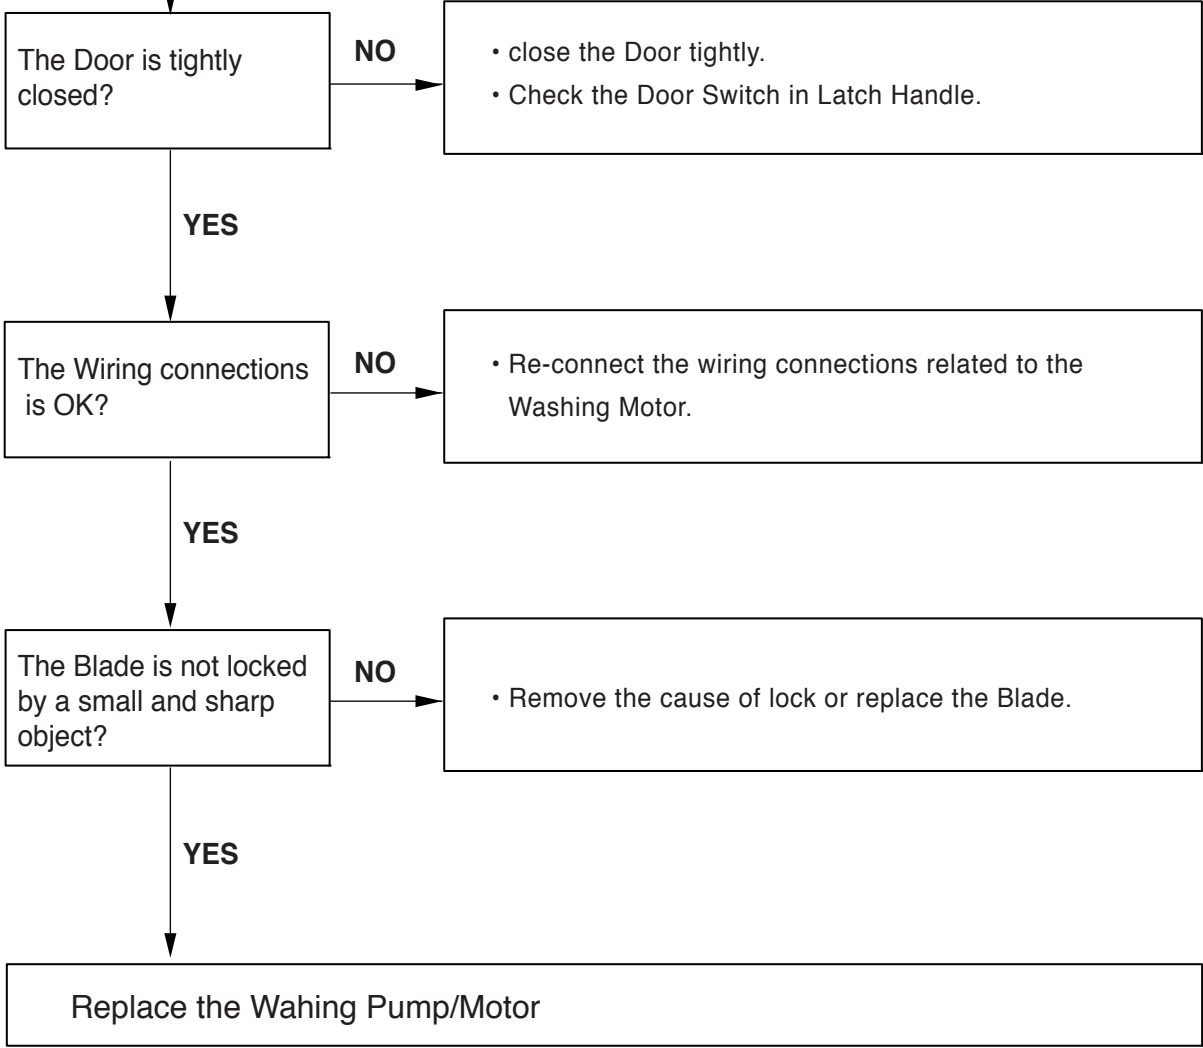 The Door is tightly
closed?
NO
• close the Door tightly.
• Check the Door Switch in Latch Handle.
YES
The Wiring connections
is OK?
NO
• Re-connect the wiring connections related to the
Washing Motor.
YES
The Blade is not locked
by a small and sharp
object?
NO
• Remove the cause of lock or replace the Blade.
YES
Replace the Wahing Pump/Motor